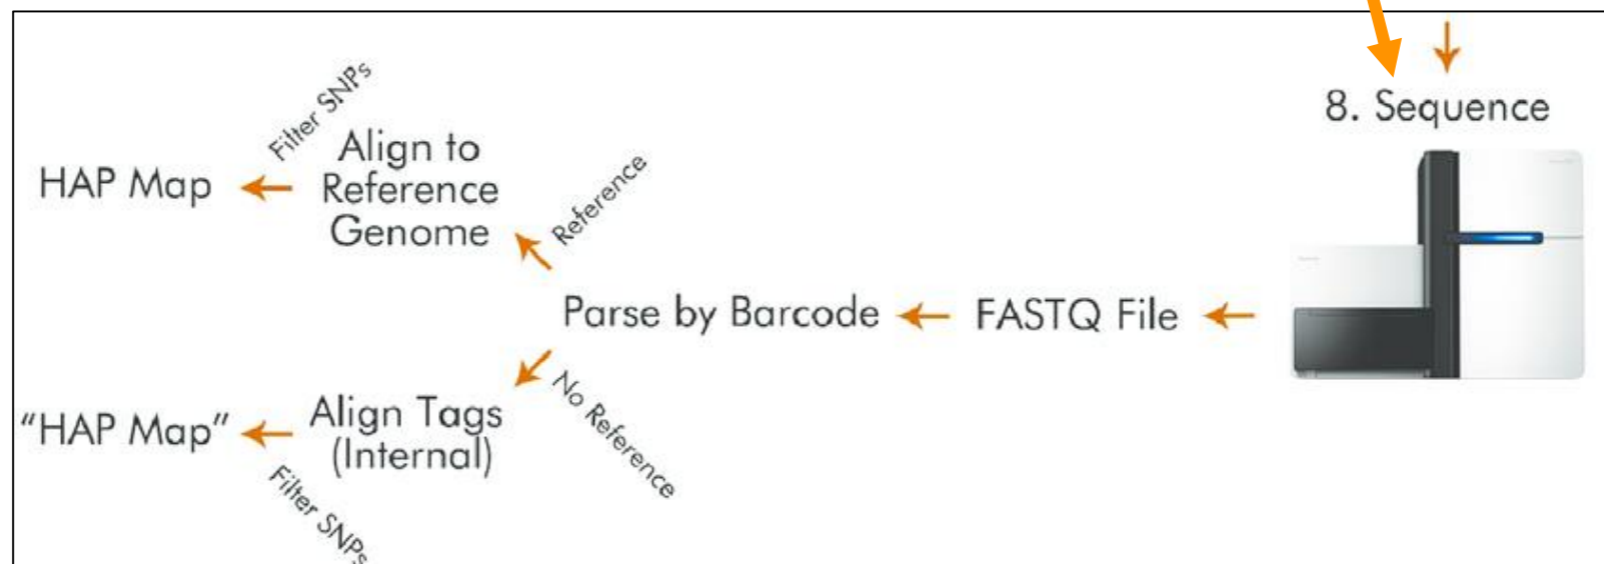 8. Sequence
FASTQ File
Parse by Barcode
Reference
Align to
Reference
Genome
Filter SNPs
HAP Map
No Reference
Align Tags
(Internal)
Filter SNPs
“HAP Map”